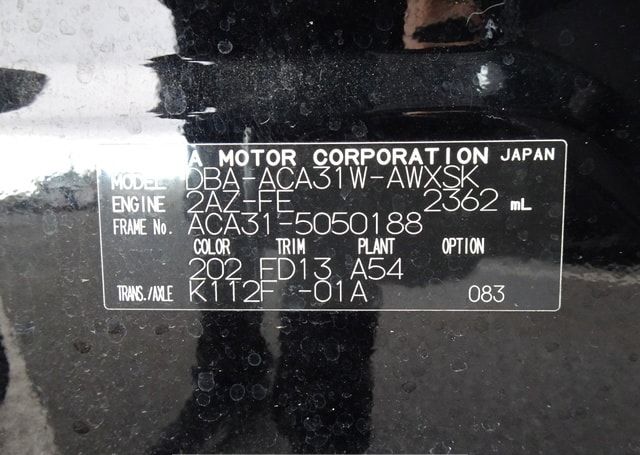 A MOTOR CORPORATION JAPAN
MODEL DBA-ACA31W-AWXSK
ENGINE 2AZ-FE 2362 mL
FRAME No. ACA31-5050188
COLOR TRIM PLANT OPTION
202 FD13 A54
TRANS./AXLE K112F -01A 083